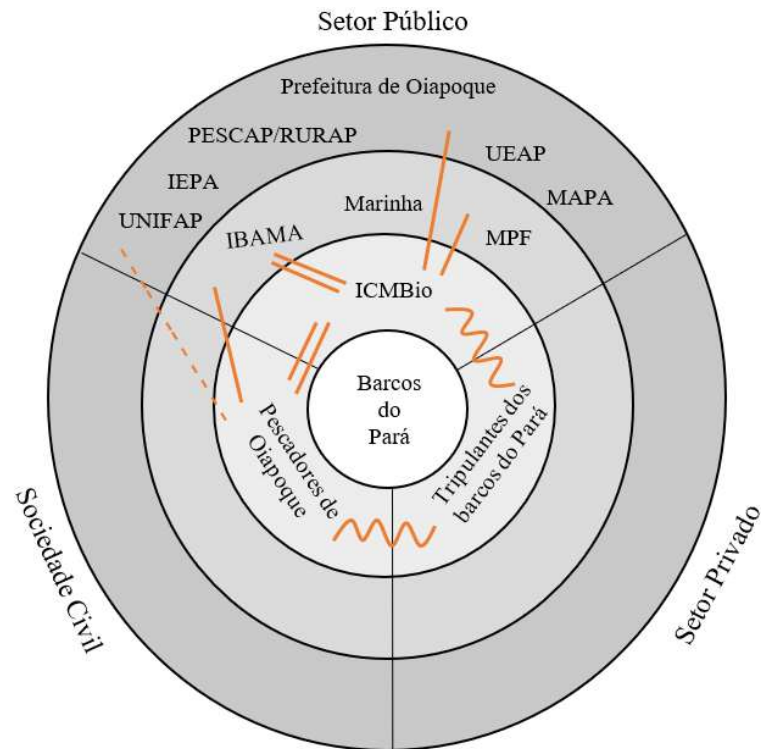 Setor Público
Prefeitura de Oiapoque
PESCAP/RURAP
UEAP
IEPA
MAPA
UNIFAP
Marinha
IBAMA
MPF
ICMBio
Barcos
do
Pará
Pescadores de
Oiapoque
Tripulantes dos
barcos do Pará
Sociedade Civil
Setor Privado